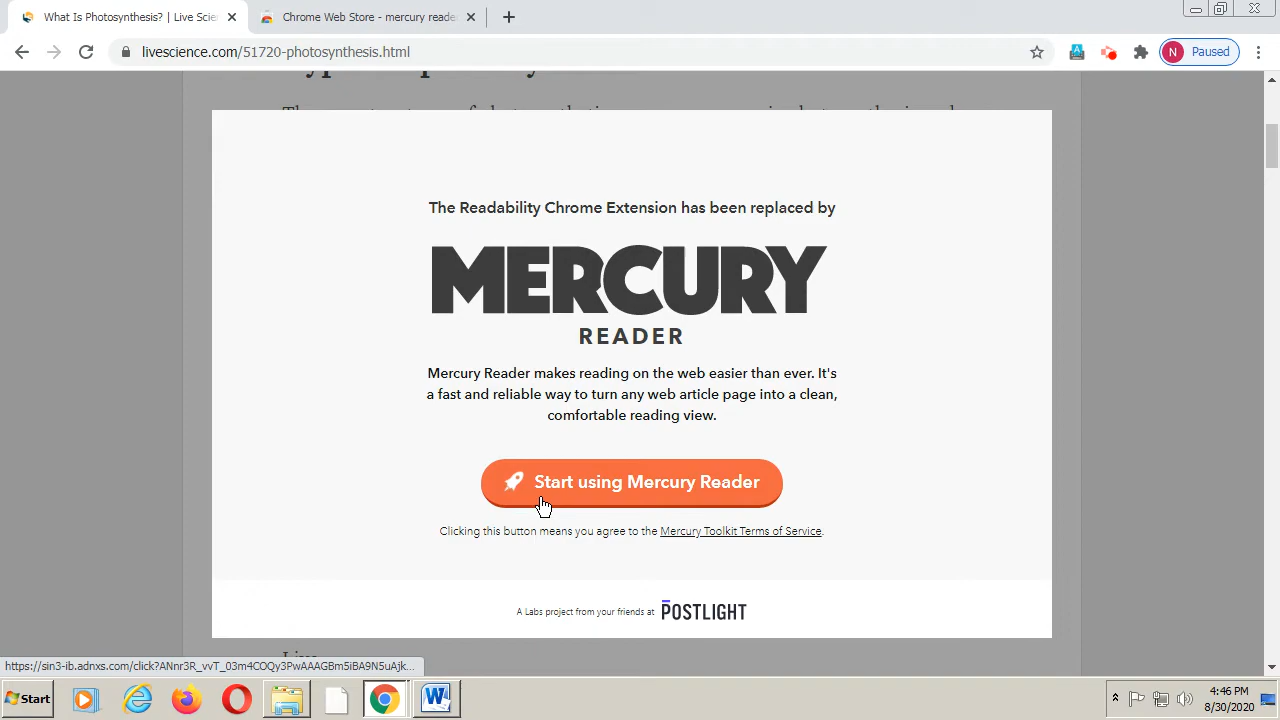 What Is Photosynthesis? | Live Scie
Chrome Web Store - mercury reade
livescience.com/51720-photosynthesis.html
N Paused
The Readability Chrome Extension has been replaced by
MERCURY
READER
Mercury Reader makes reading on the web easier than ever. It's
a fast and reliable way to turn any web article page into a clean,
comfortable reading view.
Start using Mercury Reader
Clicking this button means you agree to the Mercury Toolkit Terms of Service.
A Labs project from your friends at POSTLIGHT
https://sin3-ib.adnxs.com/click?ANnr3R_vvT_03m4COQy3PwAAAGBm5iBA9N5uAjk...
Start
W
4:46 PM
8/30/2020